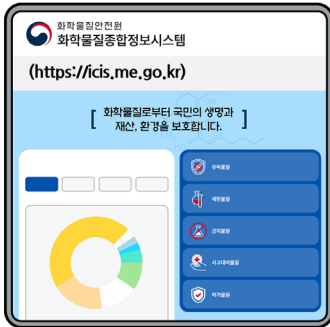 화학물질안전원
화학물질종합정보시스템
(https://icis.me.go.kr)
[ 화학물질로부터 국민의 생명과
재산, 환경을 보호합니다. ]
유독물질
제한물질
금지물질
사고대비물질
허가물질